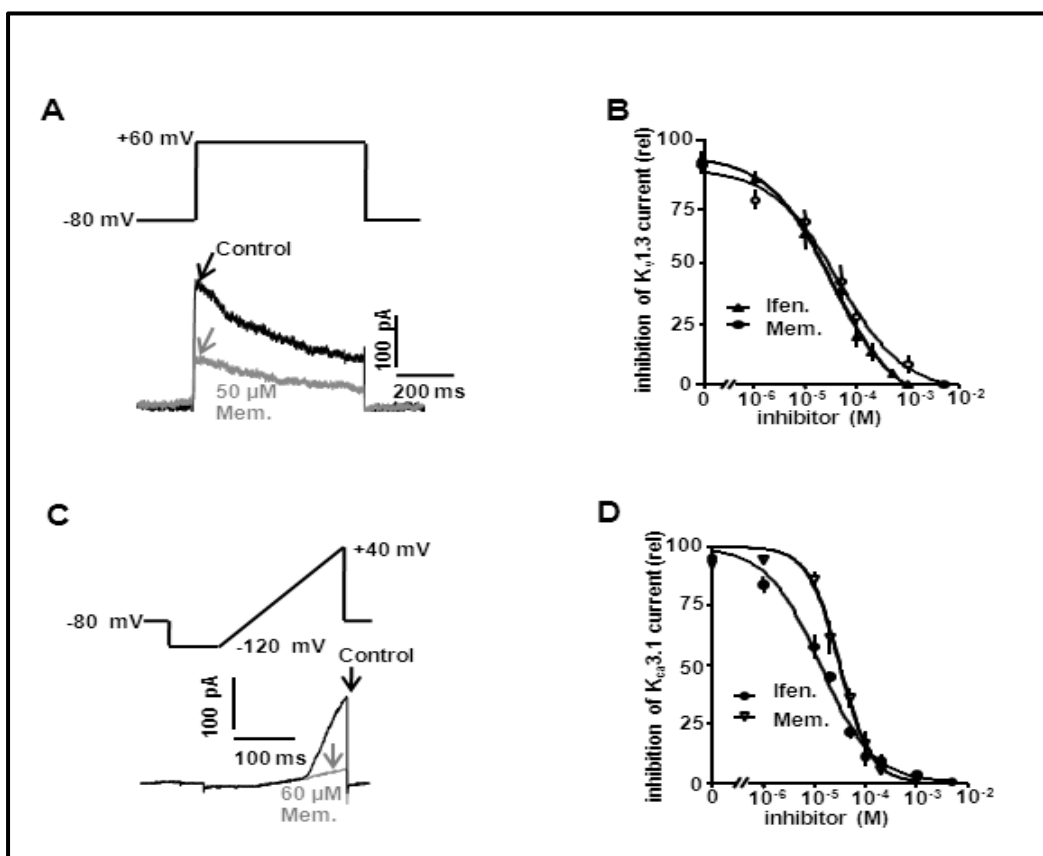 A
+60 mV
-80 mV
Control
50 µM
Mem.
100 pA
200 ms
B
inhibition of Kv1.3 current (rel)
100
75
50
25
0
Ifen.
Mem.
0 10-6 10-5 10-4 10-3 10-2
inhibitor (M)
C
+40 mV
-80 mV
-120 mV
Control
100 pA
100 ms
60 µM
Mem.
D
inhibition of Kca3.1 current (rel)
100
75
50
25
0
Ifen.
Mem.
0 10-6 10-5 10-4 10-3 10-2
inhibitor (M)